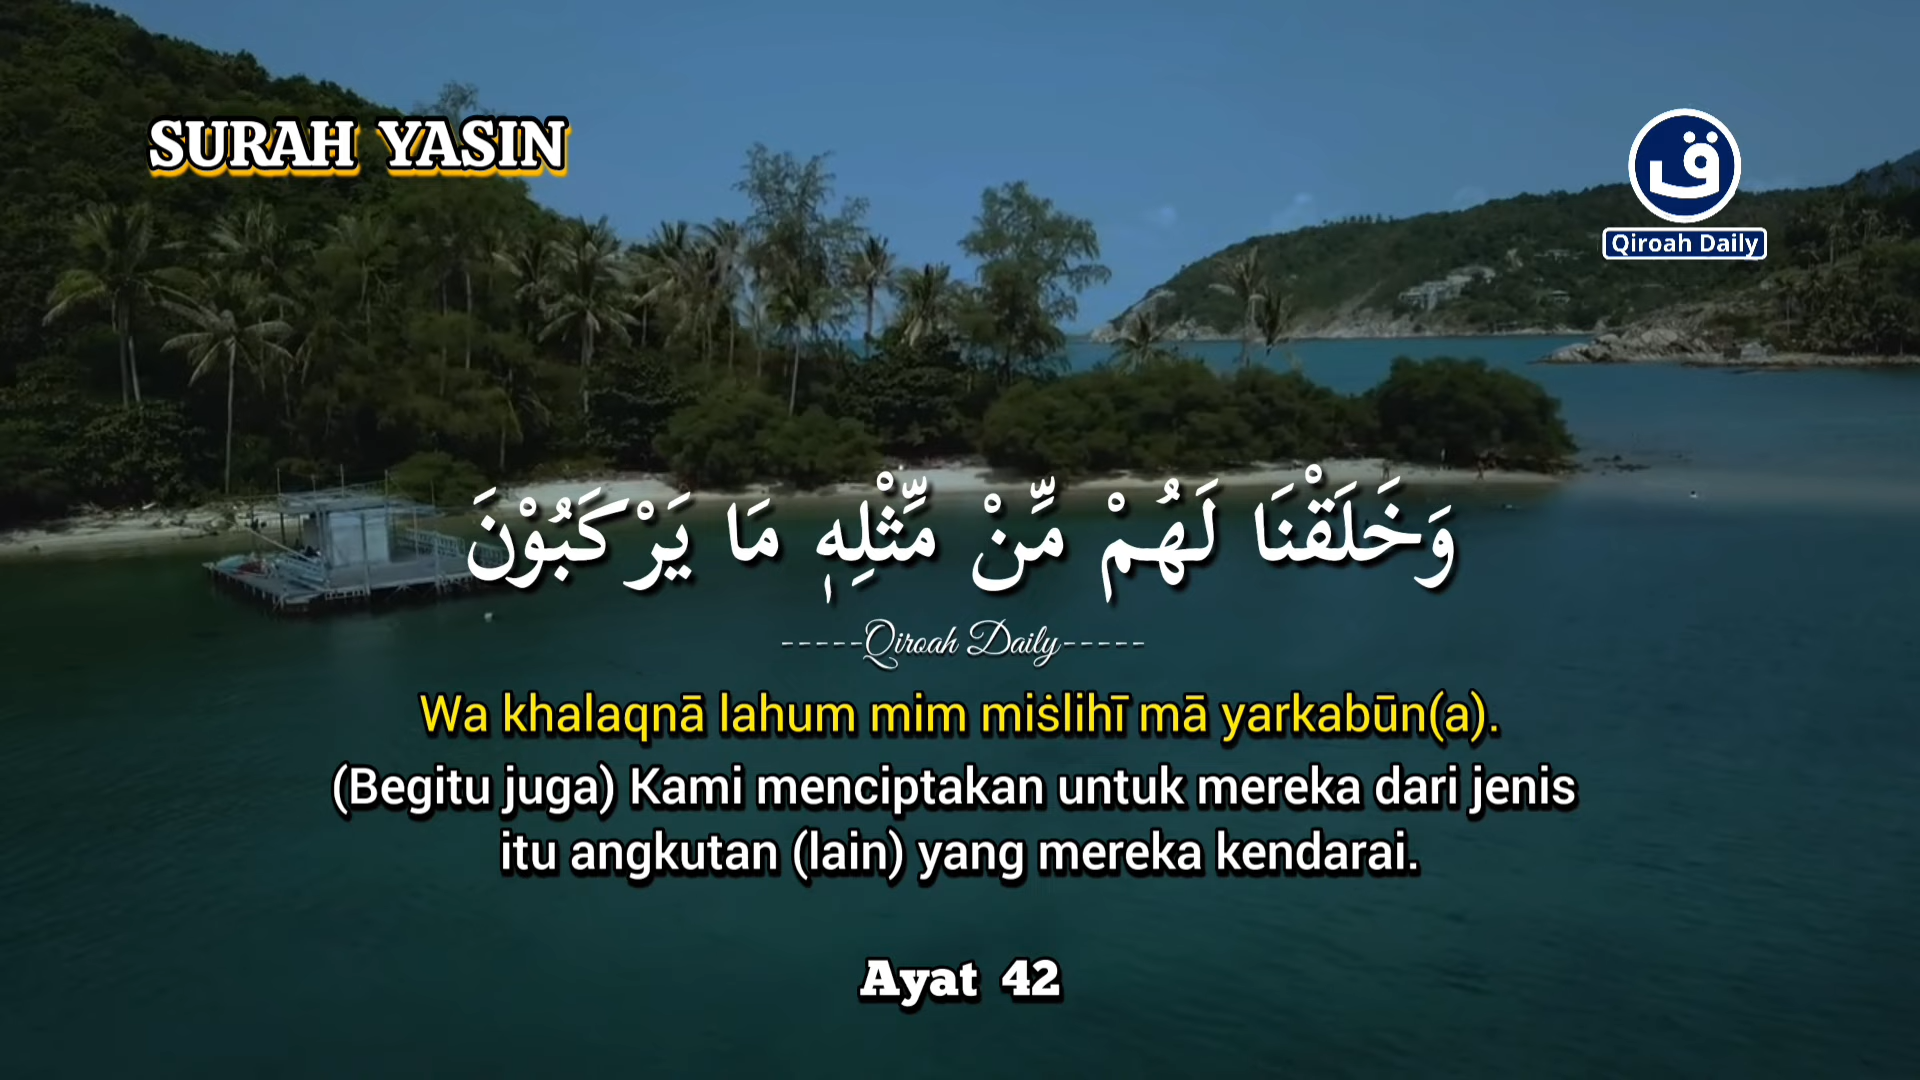 SURAH YASIN
ق
Qiroah Daily
وَخَلَقْنَا لَهُمْ مِّنْ مِّثْلِهٖ مَا يَرْكَبُوْنَ
-----Qiroah Daily-----
Wa khalaqnā lahum mim miṡlihī mā yarkabūn(a).
(Begitu juga) Kami menciptakan untuk mereka dari jenis
itu angkutan (lain) yang mereka kendarai.
Ayat 42